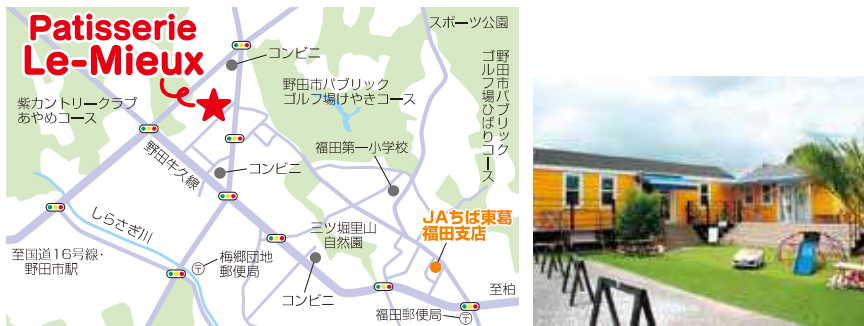 Patisserie
Le-Mieux
スポーツ公園
コンビニ
野田市パブリック
ゴルフ場けやきコース
野田市パブリック
ゴルフ場ひばりコース
紫カントリークラブ
あやめコース
福田第一小学校
野田牛久線
コンビニ
しらさぎ川
三ツ堀里山
自然園
JAちば東葛
福田支店
至国道16号線・
野田市駅
梅郷団地
郵便局
コンビニ
至柏
福田郵便局